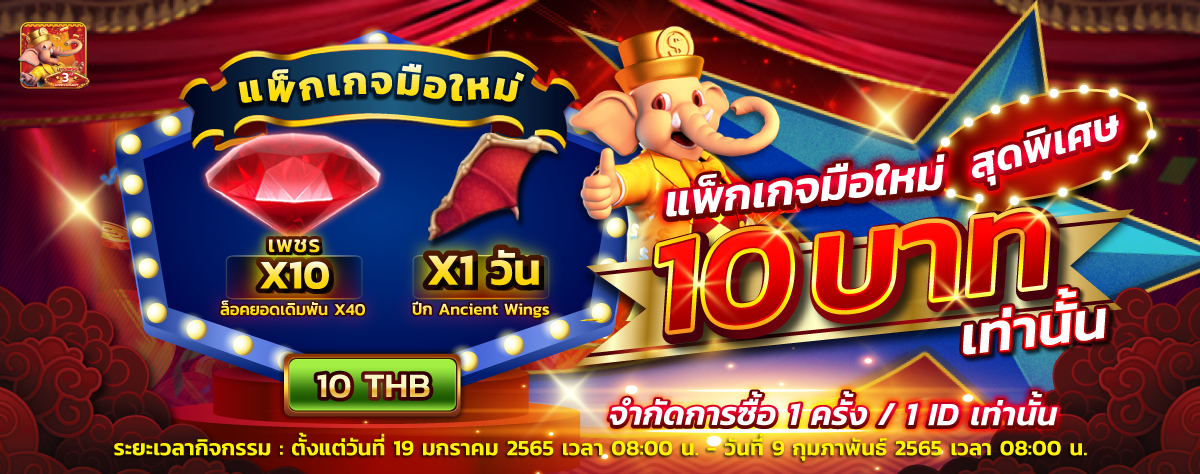 แพ็กเกจมือใหม่
เพชร
X10
ล็อคยอดเดิมพัน X40
X1 วัน
ปีก Ancient Wings
10 THB
$
3
แพ็กเกจมือใหม่ สุดพิเศษ
10 บาท
เท่านั้น
จำกัดการซื้อ 1 ครั้ง / 1 ID เท่านั้น
ระยะเวลากิจกรรม : ตั้งแต่วันที่ 19 มกราคม 2565 เวลา 08:00 น. - วันที่ 9 กุมภาพันธ์ 2565 เวลา 08:00 น.